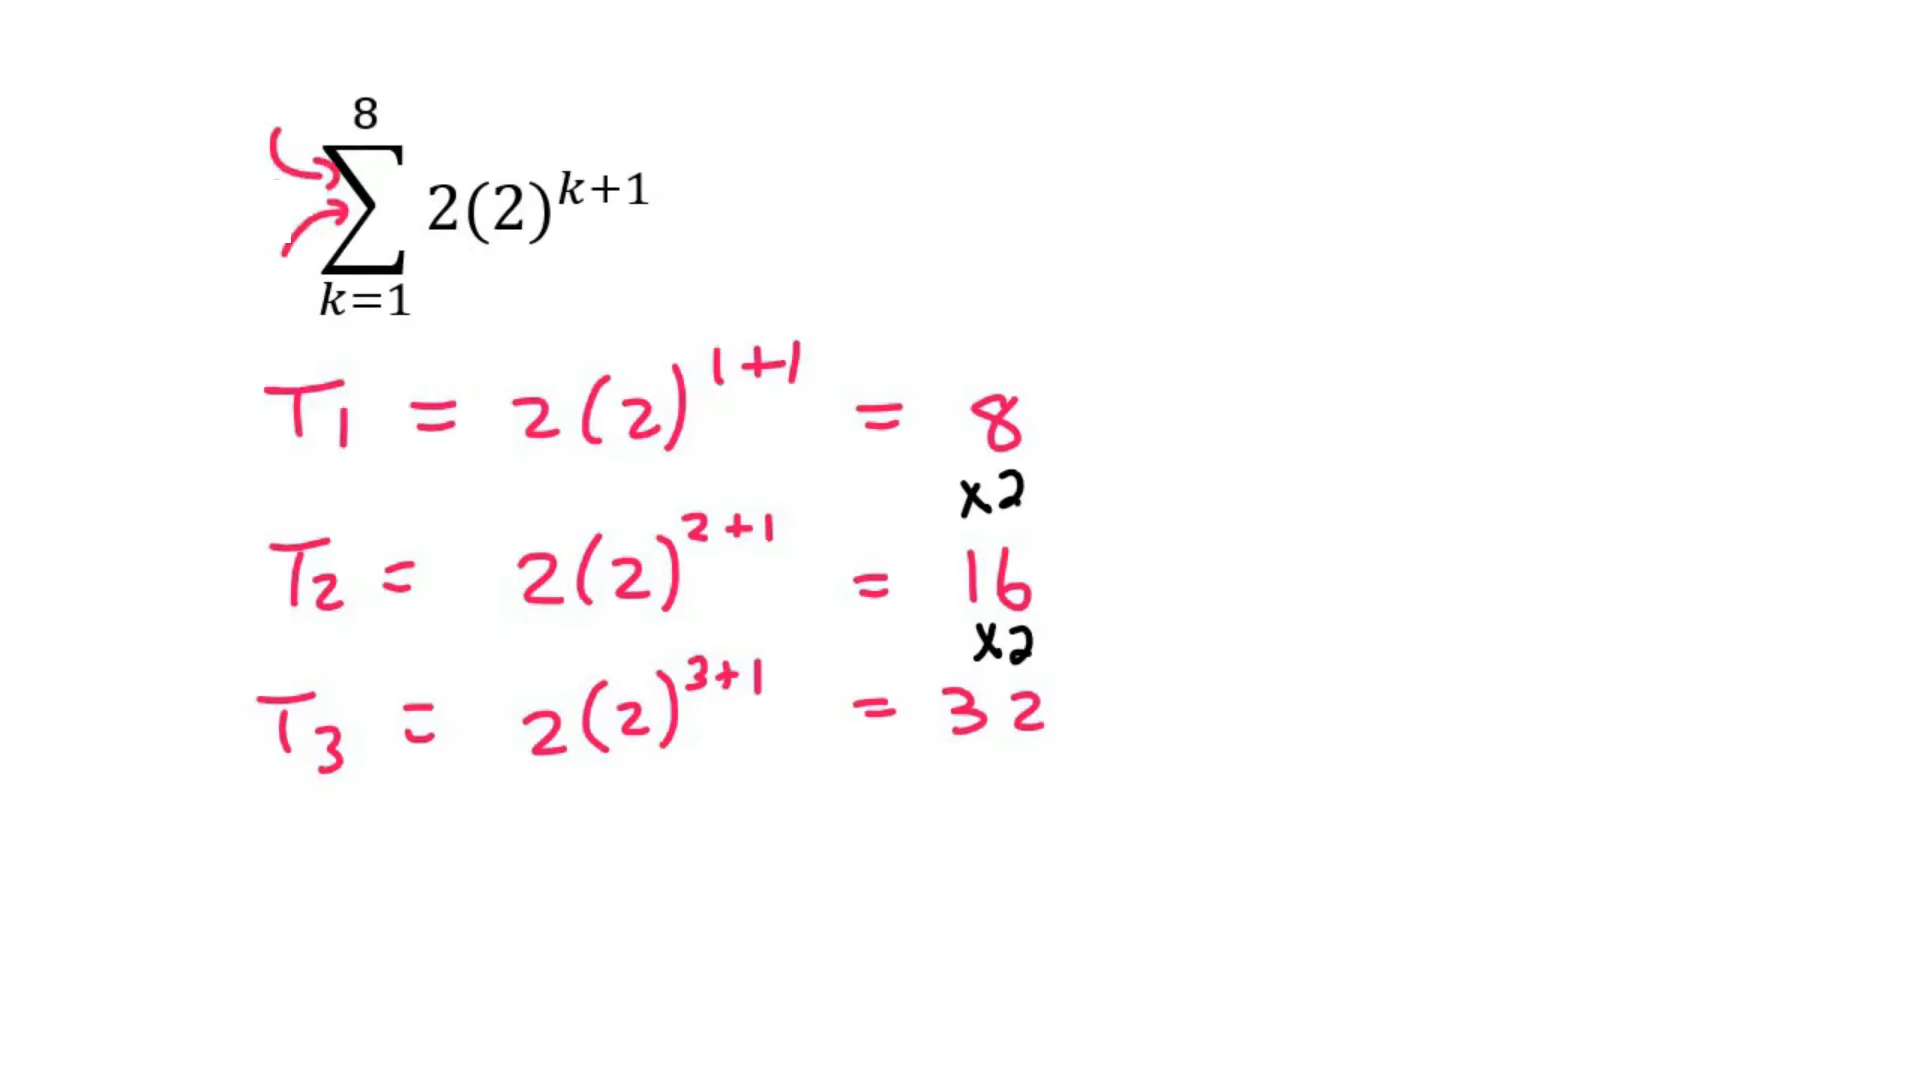 8
∑ 2(2)^{k+1}
k=1
T₁ = 2(2)^{1+1} = 8
x2
T₂ = 2(2)^{2+1} = 16
x2
T₃ = 2(2)^{3+1} = 32